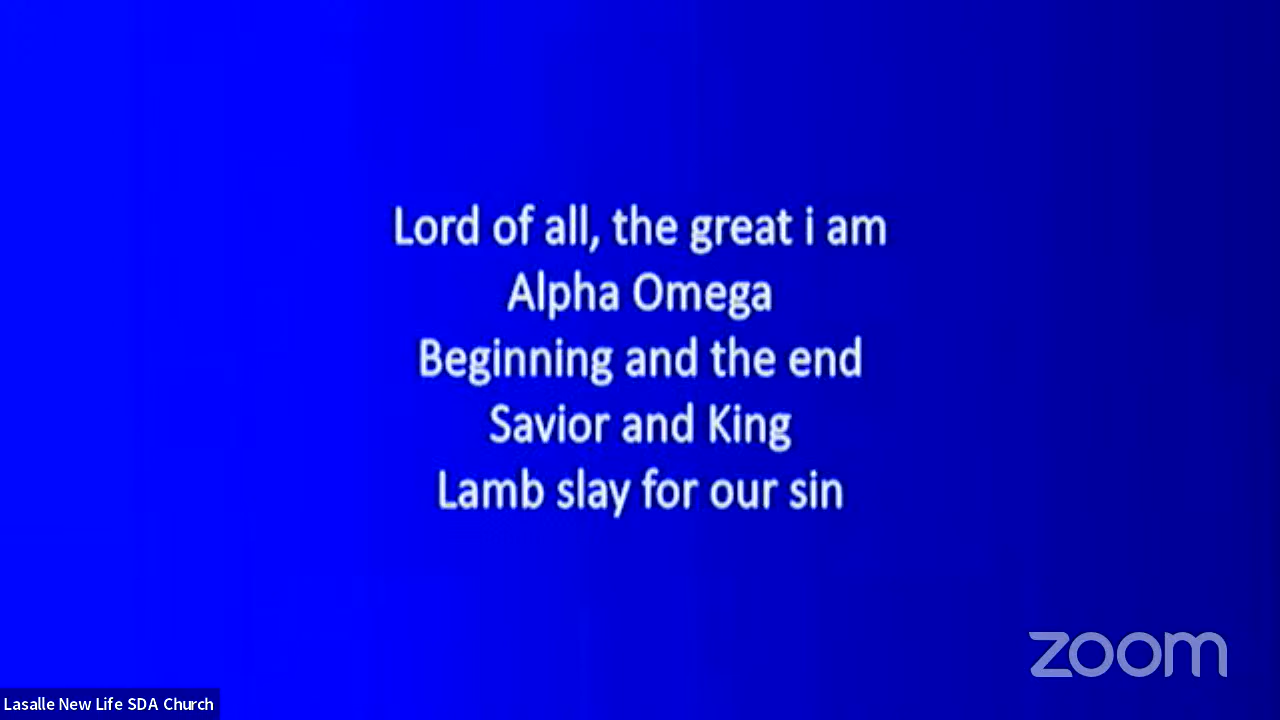 Lord of all, the great i am
Alpha Omega
Beginning and the end
Savior and King
Lamb slay for our sin
zoom
Lasalle New Life SDA Church